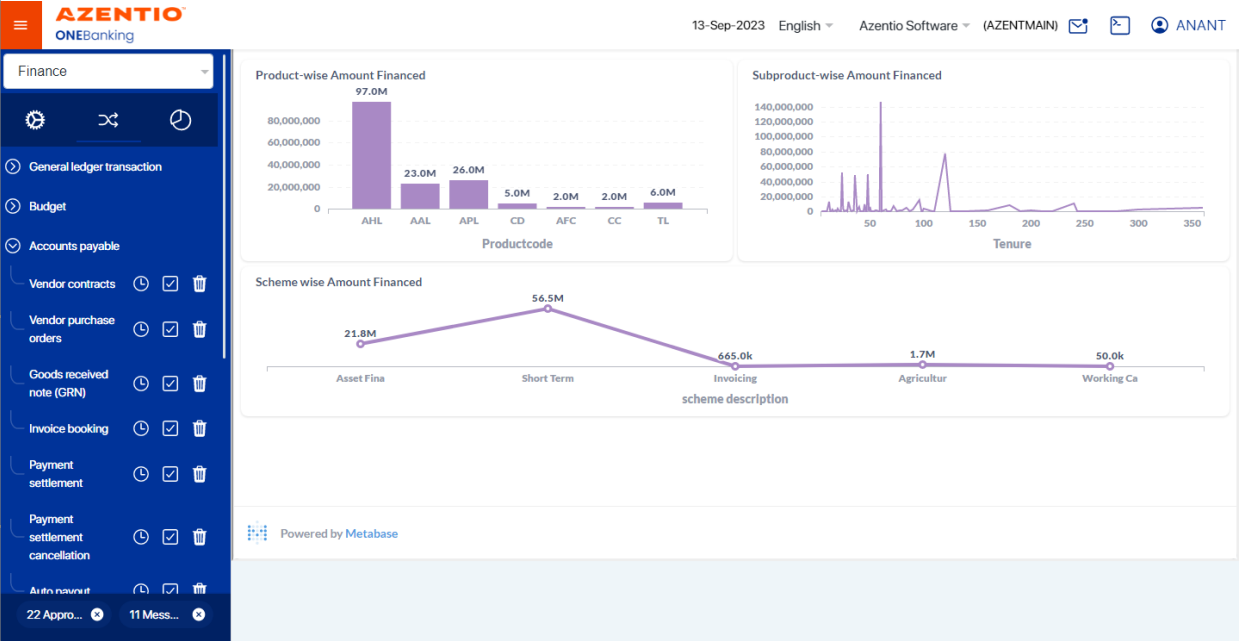 AZENTIO
ONEBanking
13-Sep-2023 English Azentio Software (AZENTMAIN) ANANT
Finance
General ledger transaction
Budget
Accounts payable
Vendor contracts
Vendor purchase
orders
Goods received
note (GRN)
Invoice booking
Payment
settlement
Payment
settlement
cancellation
Auto payout
22 Appro... 11 Mess...
Product-wise Amount Financed
97.0M
80,000,000
60,000,000
40,000,000
20,000,000
0
23.0M 26.0M 5.0M 2.0M 2.0M 6.0M
AHL AAL APL CD AFC CC TL
Productcode
Subproduct-wise Amount Financed
140,000,000
120,000,000
100,000,000
80,000,000
60,000,000
40,000,000
20,000,000
0
50 100 150 200 250 300 350
Tenure
Scheme wise Amount Financed
21.8M 56.5M 665.0k 1.7M 50.0k
Asset Fina Short Term Invoicing Agricultur Working Ca
scheme description
Powered by Metabase